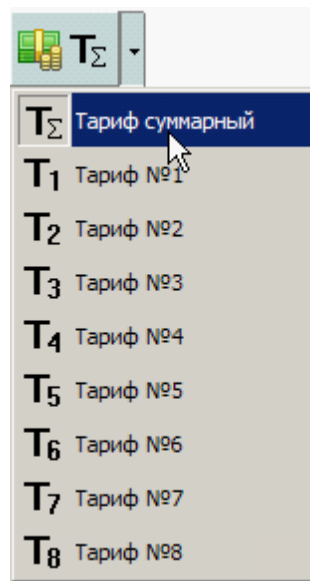 TΣ
TΣ Тариф суммарный
T1 Тариф №1
T2 Тариф №2
T3 Тариф №3
T4 Тариф №4
T5 Тариф №5
T6 Тариф №6
T7 Тариф №7
T8 Тариф №8